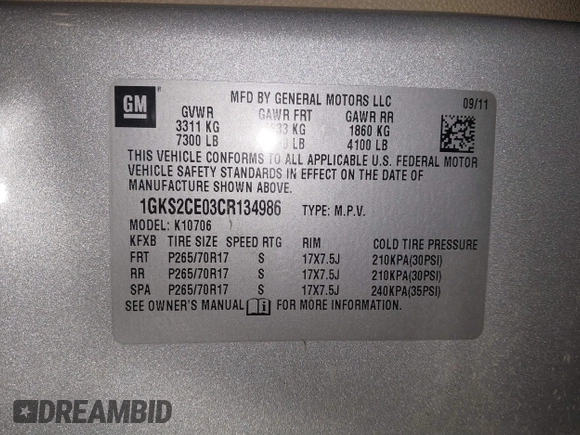 GM
MFD BY GENERAL MOTORS LLC
09/11
GVWR GAWR FRT GAWR RR
3311 KG KG 1860 KG
7300 LB LB 4100 LB
THIS VEHICLE CONFORMS TO ALL APPLICABLE U.S. FEDERAL MOTOR
VEHICLE SAFETY STANDARDS IN EFFECT ON THE DATE OF
MANUFACTURE SHOWN ABOVE.
1GKS2CE03CR134986 TYPE: M.P.V.
MODEL: K10706
KFXB TIRE SIZE SPEED RTG RIM COLD TIRE PRESSURE
FRT P265/70R17 S 17X7.5J 210KPA(30PSI)
RR P265/70R17 S 17X7.5J 210KPA(30PSI)
SPA P265/70R17 S 17X7.5J 240KPA(35PSI)
SEE OWNER'S MANUAL FOR MORE INFORMATION.
DREAMBID